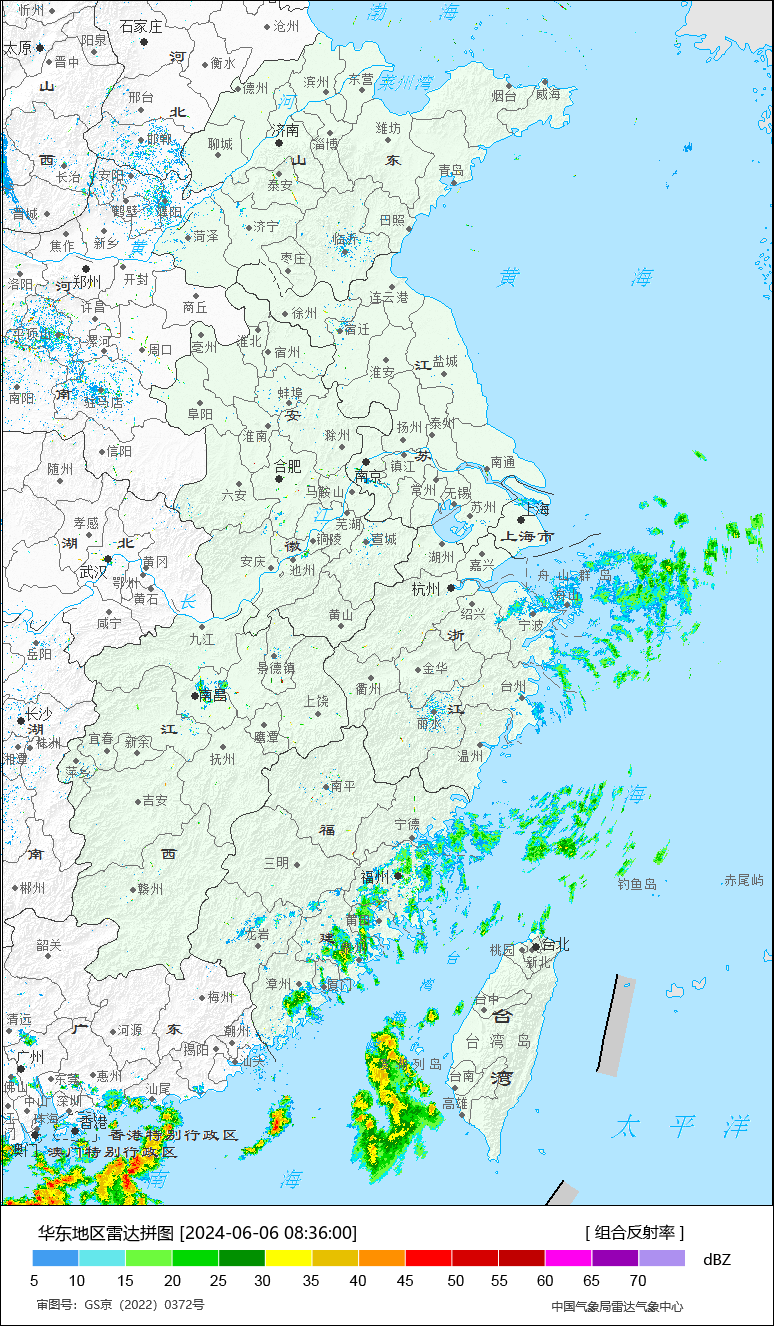 忻州
渤 海
沧州
石家庄
太原
阳泉
河
晋中
衡水
滨州
东营
莱州湾
山
德州
烟台
威海
邢台
河
北
济南
潍坊
邯郸
聊城
淄博
西
山
东
长治
安阳
泰安
青岛
晋城
鹤壁
濮阳
日照
济宁
菏泽
临沂
焦作
新乡
黄
枣庄
郑州
开封
黄 海
洛阳
河
连云港
许昌
商丘
徐州
平顶山
漯河
周口
亳州
淮北
宿迁
宿州
江
盐城
淮安
南阳
南
驻马店
蚌埠
阜阳
安
扬州
泰州
淮南
滁州
信阳
苏
随州
合肥
镇江
南通
南京
六安
马鞍山
常州
无锡
苏州
上海
孝感
芜湖
江
湖 北
徽
铜陵
宣城
上海市
湖州
嘉兴
黄冈
安庆
池州
武汉
鄂州
舟山群岛
杭州
黄石
长
舟山
咸宁
黄山
绍兴
宁波
九江
浙
岳阳
景德镇
金华
衢州
台州
南昌
上饶
长沙
江
湖
江
丽水
株洲
宜春
新余
鹰潭
湘潭
抚州
温州
萍乡
南平
吉安
海
宁德
福
南
西
三明
福州
钓鱼岛
赤尾屿
郴州
赣州
莆田
龙岩
建
泉州
韶关
台北
桃园
新北
台
漳州
厦门
湾
梅州
台中
清远
海
台
广 东
河源
潮州
揭阳
台湾岛
广州
汕头
澎湖列岛
惠州
东莞
台南
湾
佛山
汕尾
中山
深圳
高雄
江门
珠海
香港
太 平 洋
香港特别行政区
澳门
澳门特别行政区
南 海
华东地区雷达拼图 [2024-06-06 08:36:00]
[ 组合反射率 ]
dBZ
5 10 15 20 25 30 35 40 45 50 55 60 65 70
审图号：GS京（2022）0372号
中国气象局雷达气象中心